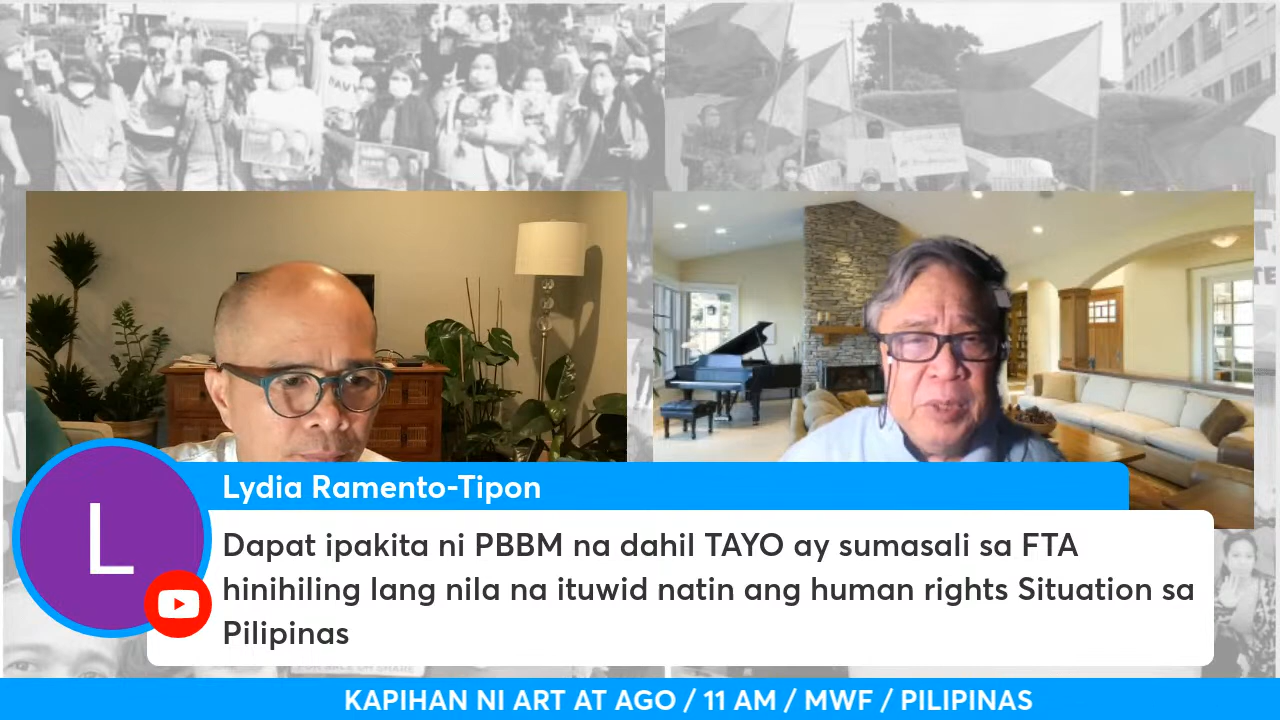 NAVY
L
Lydia Ramento-Tipon
Dapat ipakita ni PBBM na dahil TAYO ay sumasali sa FTA
hinihiling lang nila na ituwid natin ang human rights Situation sa
Pilipinas
KAPIHAN NI ART AT AGO / 11 AM / MWF / PILIPINAS